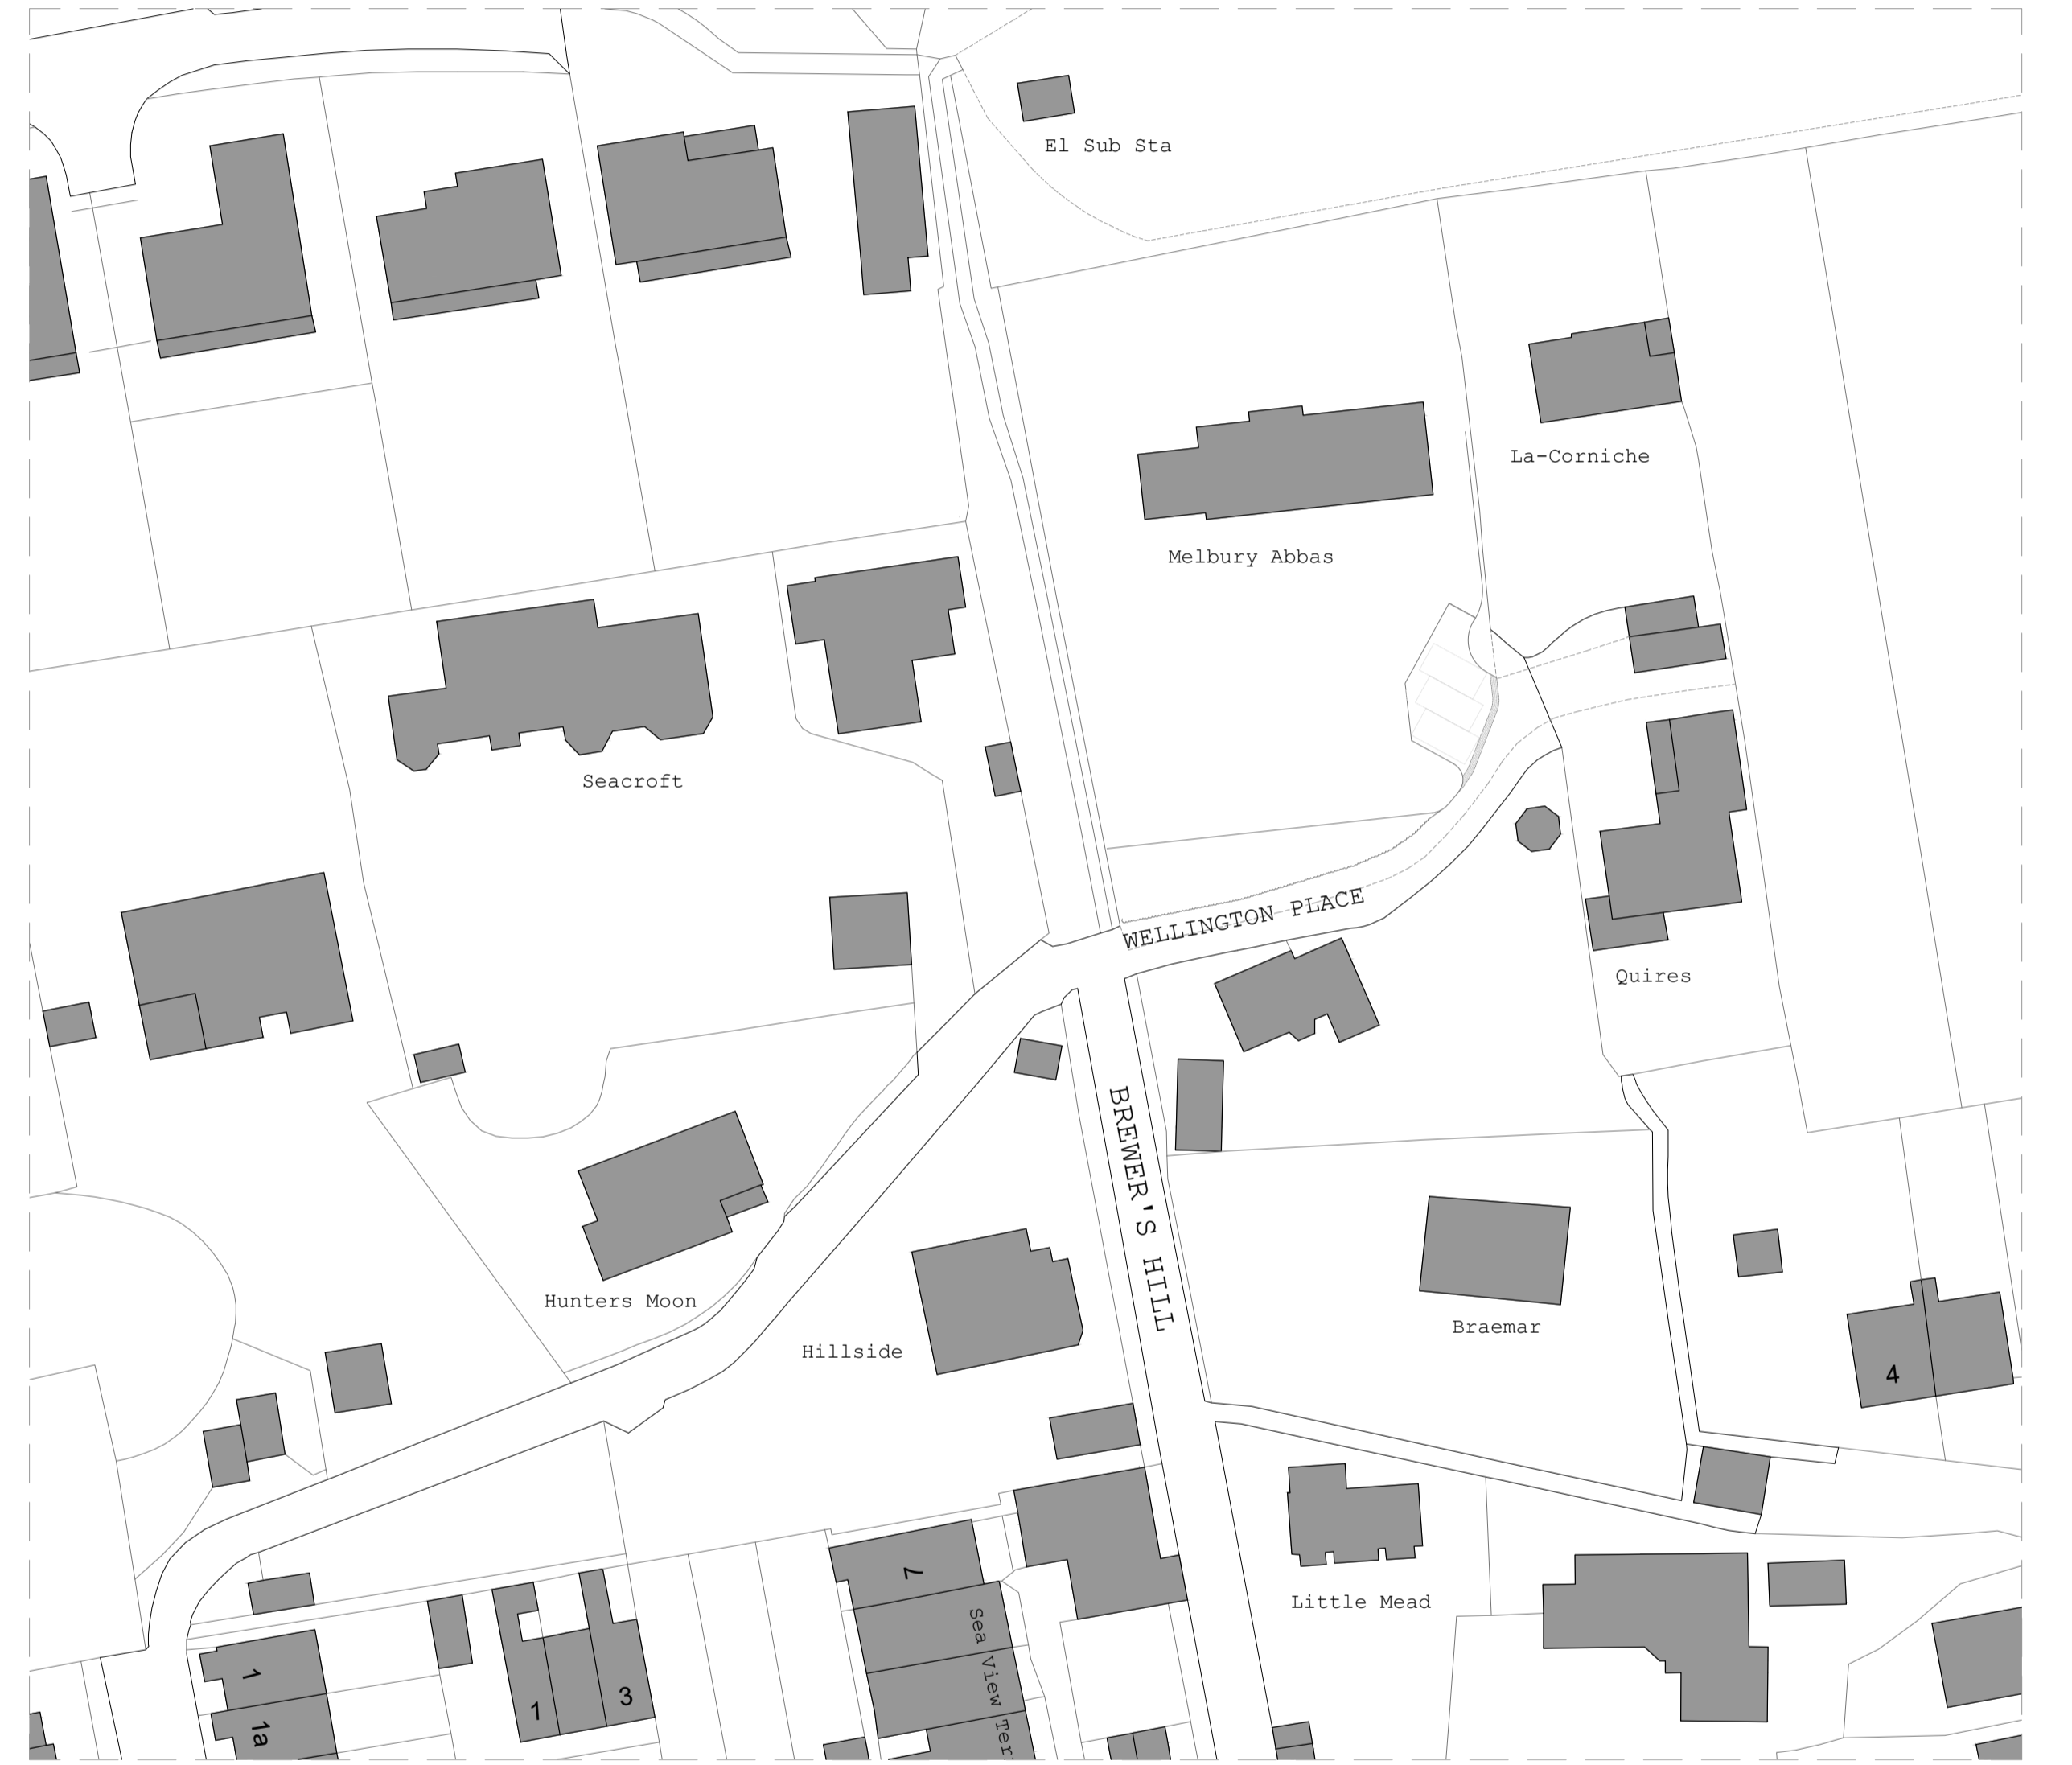 El Sub Sta
La-Corniche
Melbury Abbas
Seacroft
WELLINGTON PLACE
Quires
BREWER'S HILL
Hunters Moon
Braemar
Hillside
4
7
Little Mead
Sea View Ter
1
1a
1
3